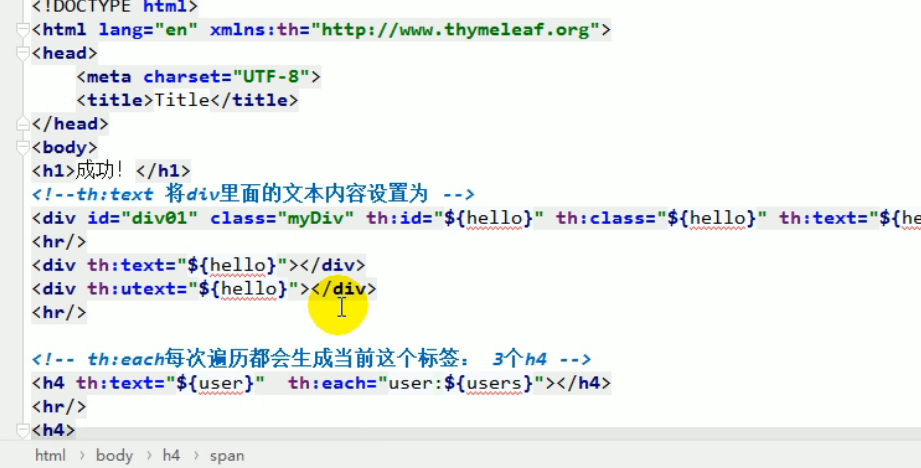 <!DOCTYPE html>
<html lang="en" xmlns:th="http://www.thymeleaf.org">
<head>
    <meta charset="UTF-8">
    <title>Title</title>
</head>
<body>
<h1>成功！</h1>
<!--th:text 将div里面的文本内容设置为 -->
<div id="div01" class="myDiv" th:id="${hello}" th:class="${hello}" th:text="${he
<hr/>
<div th:text="${hello}"></div>
<div th:utext="${hello}"></div>
<hr/>
<!-- th:each每次遍历都会生成当前这个标签： 3个h4 -->
<h4 th:text="${user}"  th:each="user:${users}"></h4>
<hr/>
<h4>
html > body > h4 > span